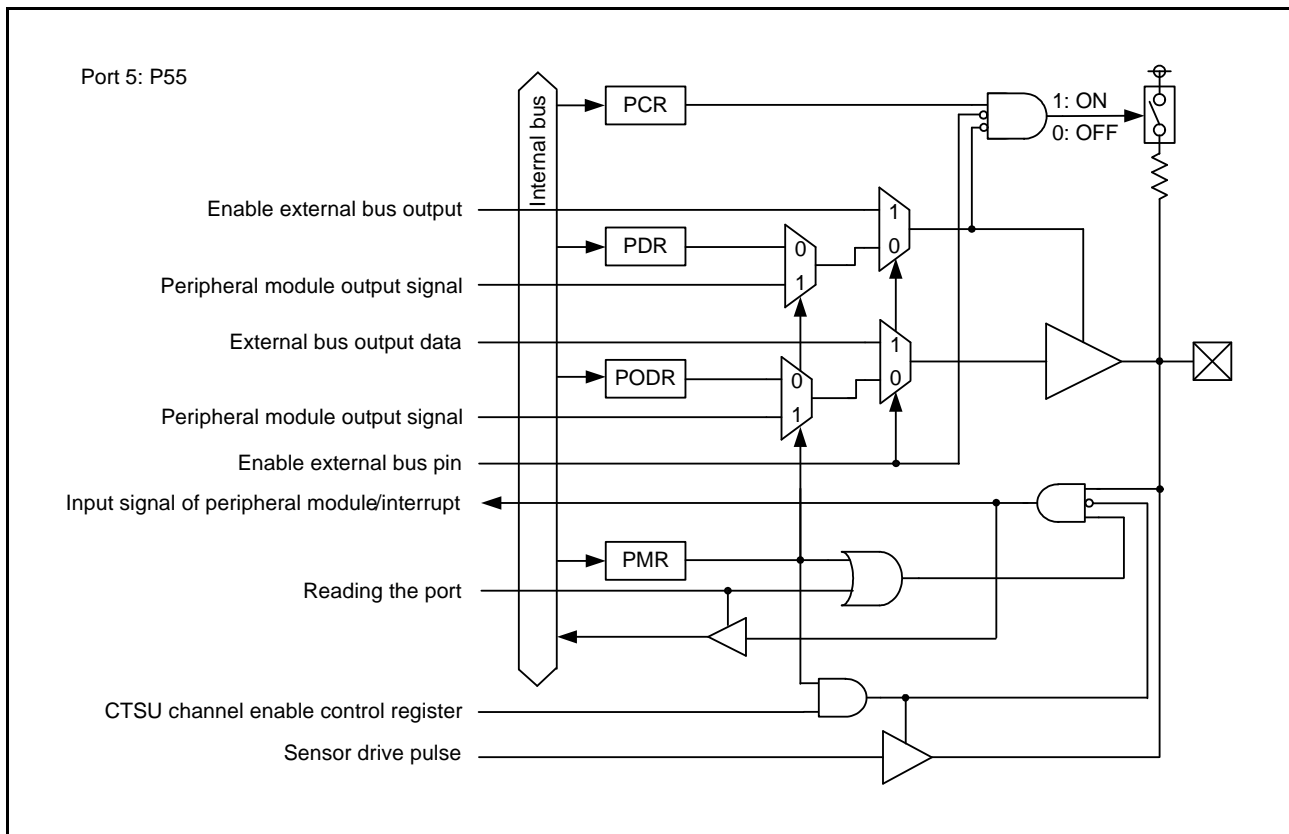 Port 5: P55
Internal bus
PCR
1: ON
0: OFF
Enable external bus output
1
0
PDR
0
1
Peripheral module output signal
External bus output data
1
0
PODR
0
1
Peripheral module output signal
Enable external bus pin
Input signal of peripheral module/interrupt
PMR
Reading the port
CTSU channel enable control register
Sensor drive pulse